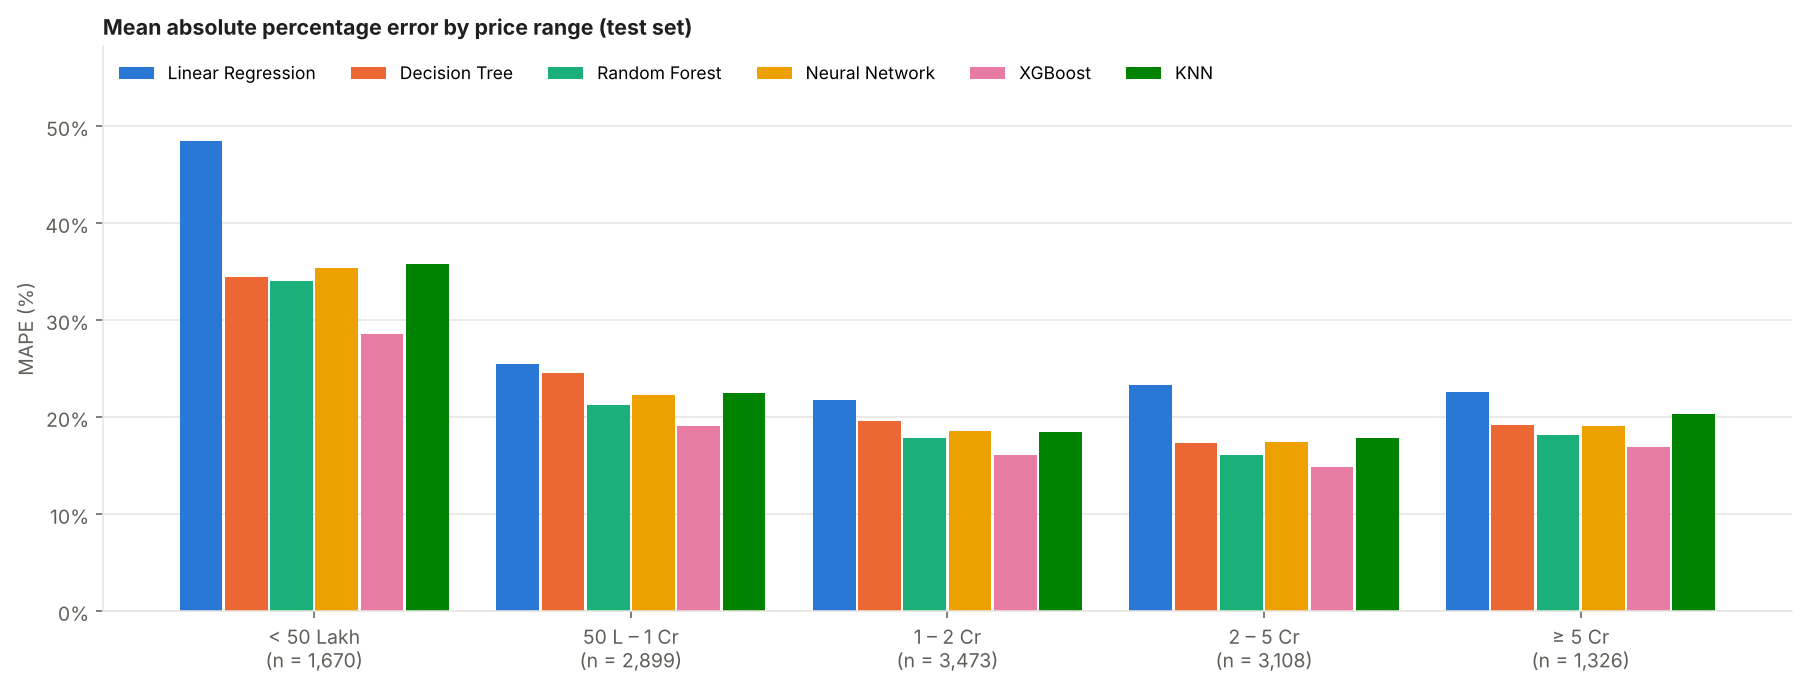 Mean absolute percentage error by price range (test set)
Linear Regression Decision Tree Random Forest Neural Network XGBoost KNN
50%
40%
30%
20%
10%
0%
MAPE (%)
< 50 Lakh 50 L – 1 Cr 1 – 2 Cr 2 – 5 Cr ≥ 5 Cr
(n = 1,670) (n = 2,899) (n = 3,473) (n = 3,108) (n = 1,326)